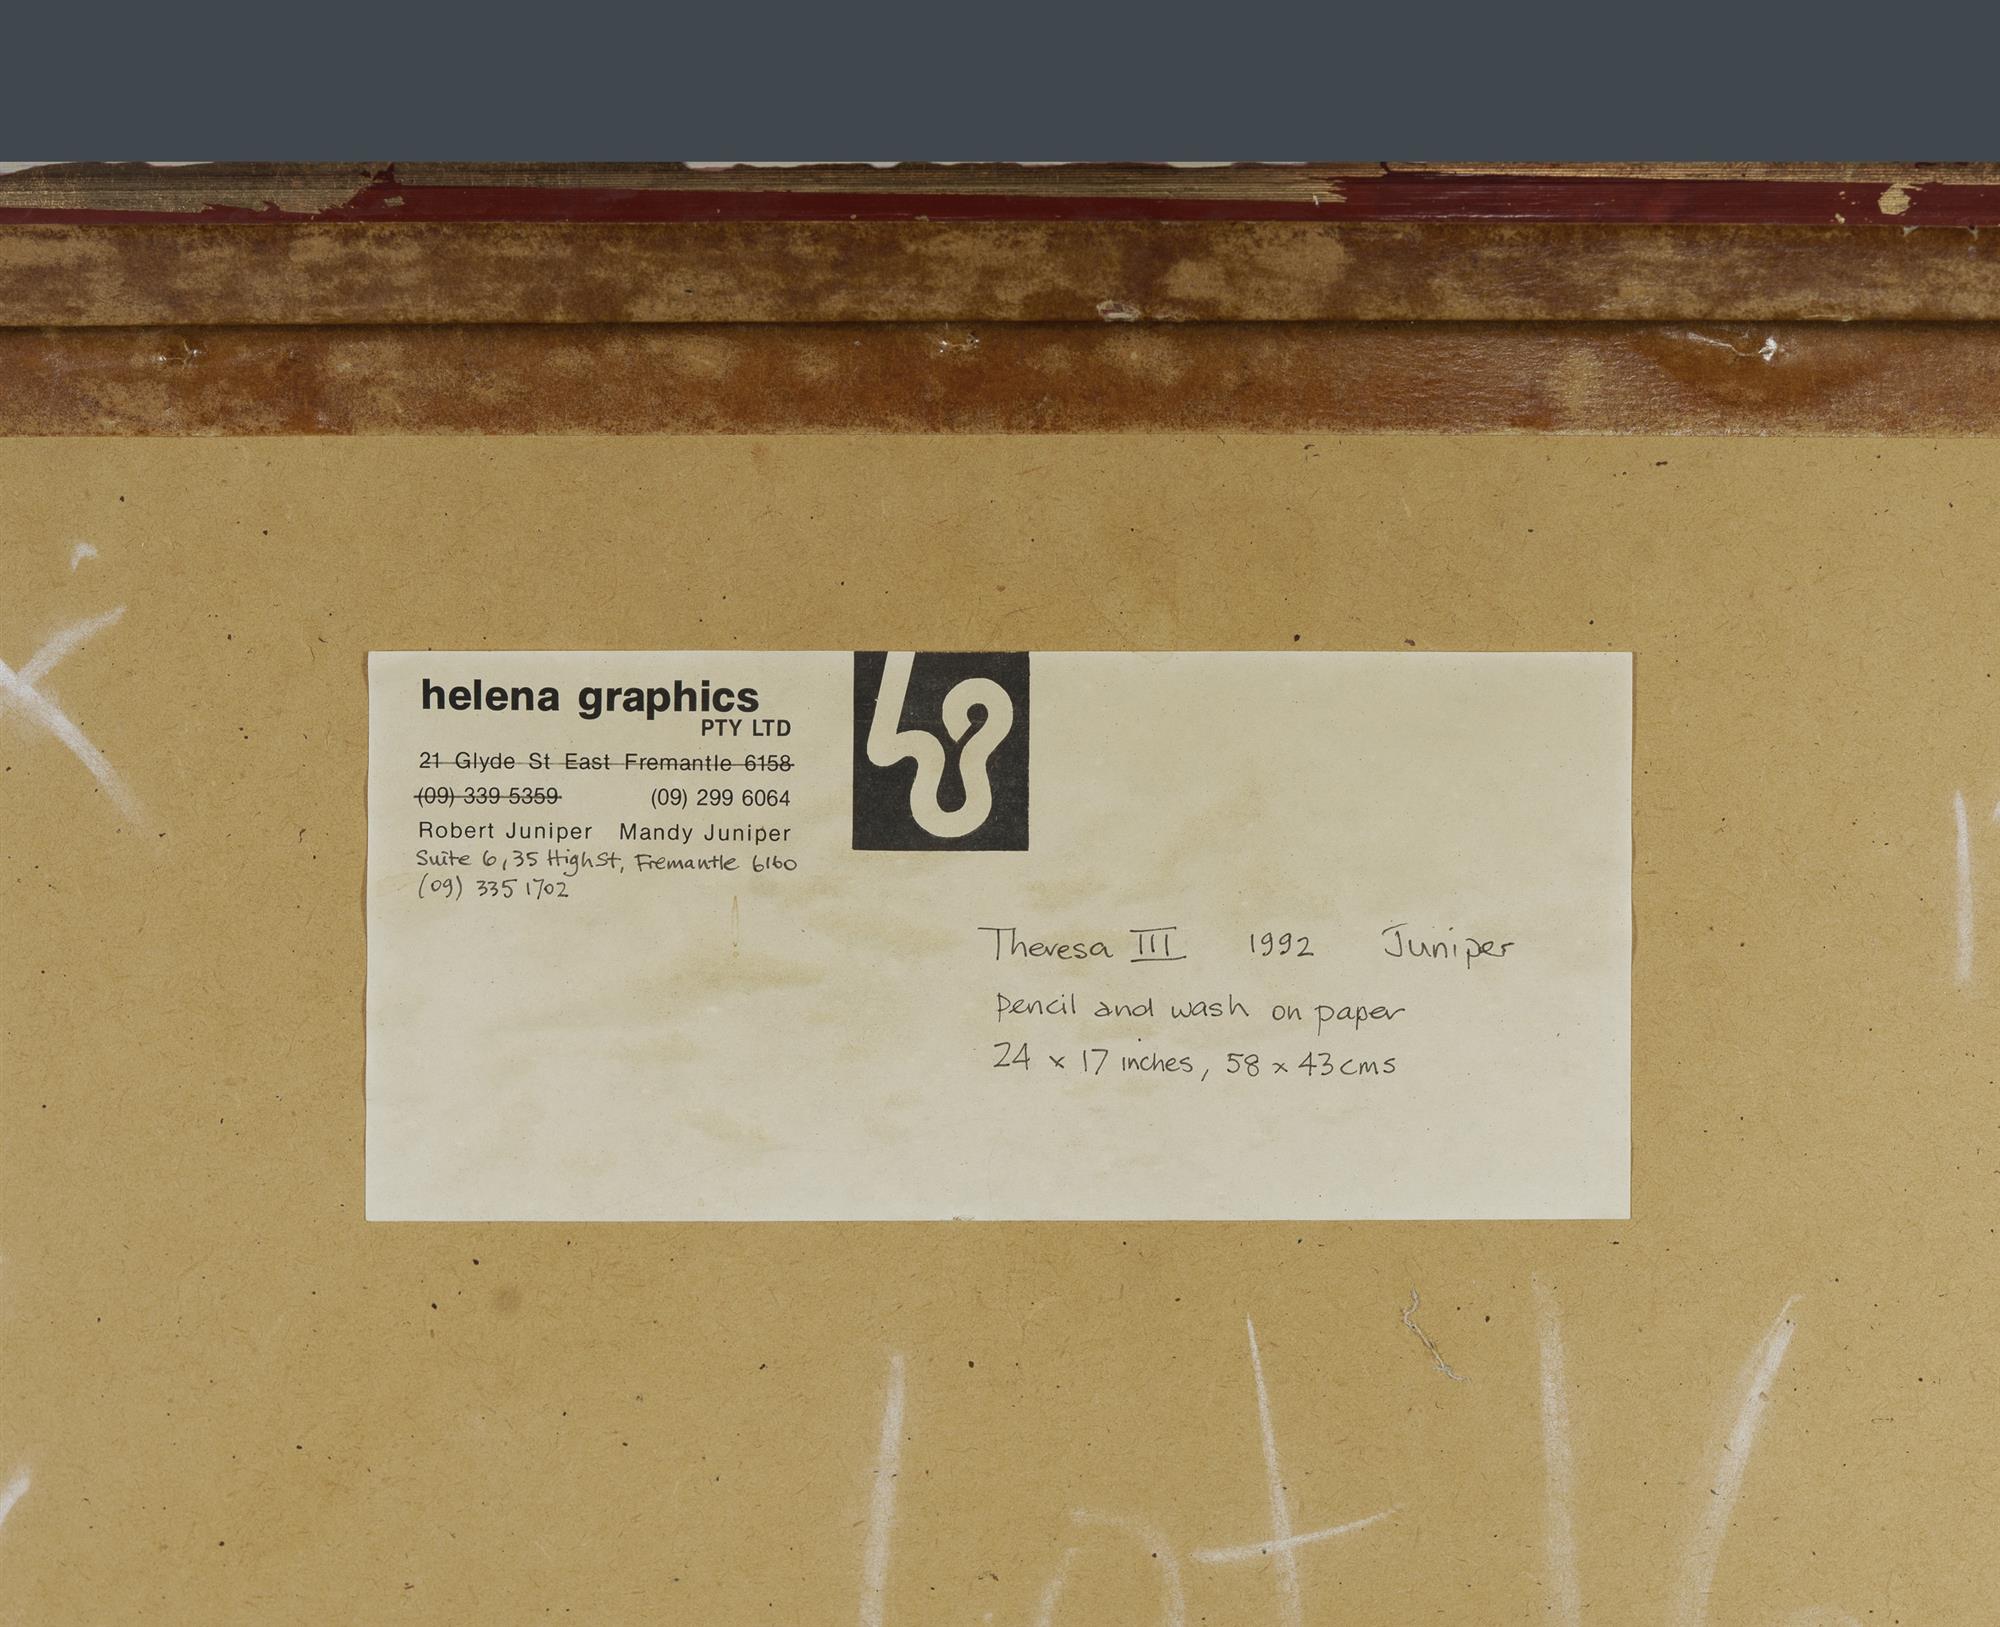 helena graphics
PTY LTD
21 Glyde St East Fremantle 6158
(09) 339 5359 (09) 299 6064
Robert Juniper Mandy Juniper
Suite 6, 35 High St, Fremantle 6160
(09) 335 1702
Theresa III 1992 Juniper
Pencil and wash on paper
24 x 17 inches, 58 x 43 cms